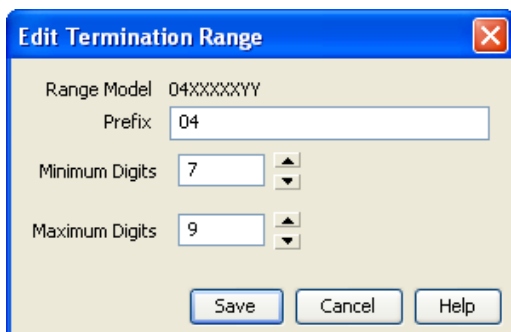 Edit Termination Range
Range Model 04XXXXXYY
Prefix 04
Minimum Digits 7
Maximum Digits 9
Save Cancel Help